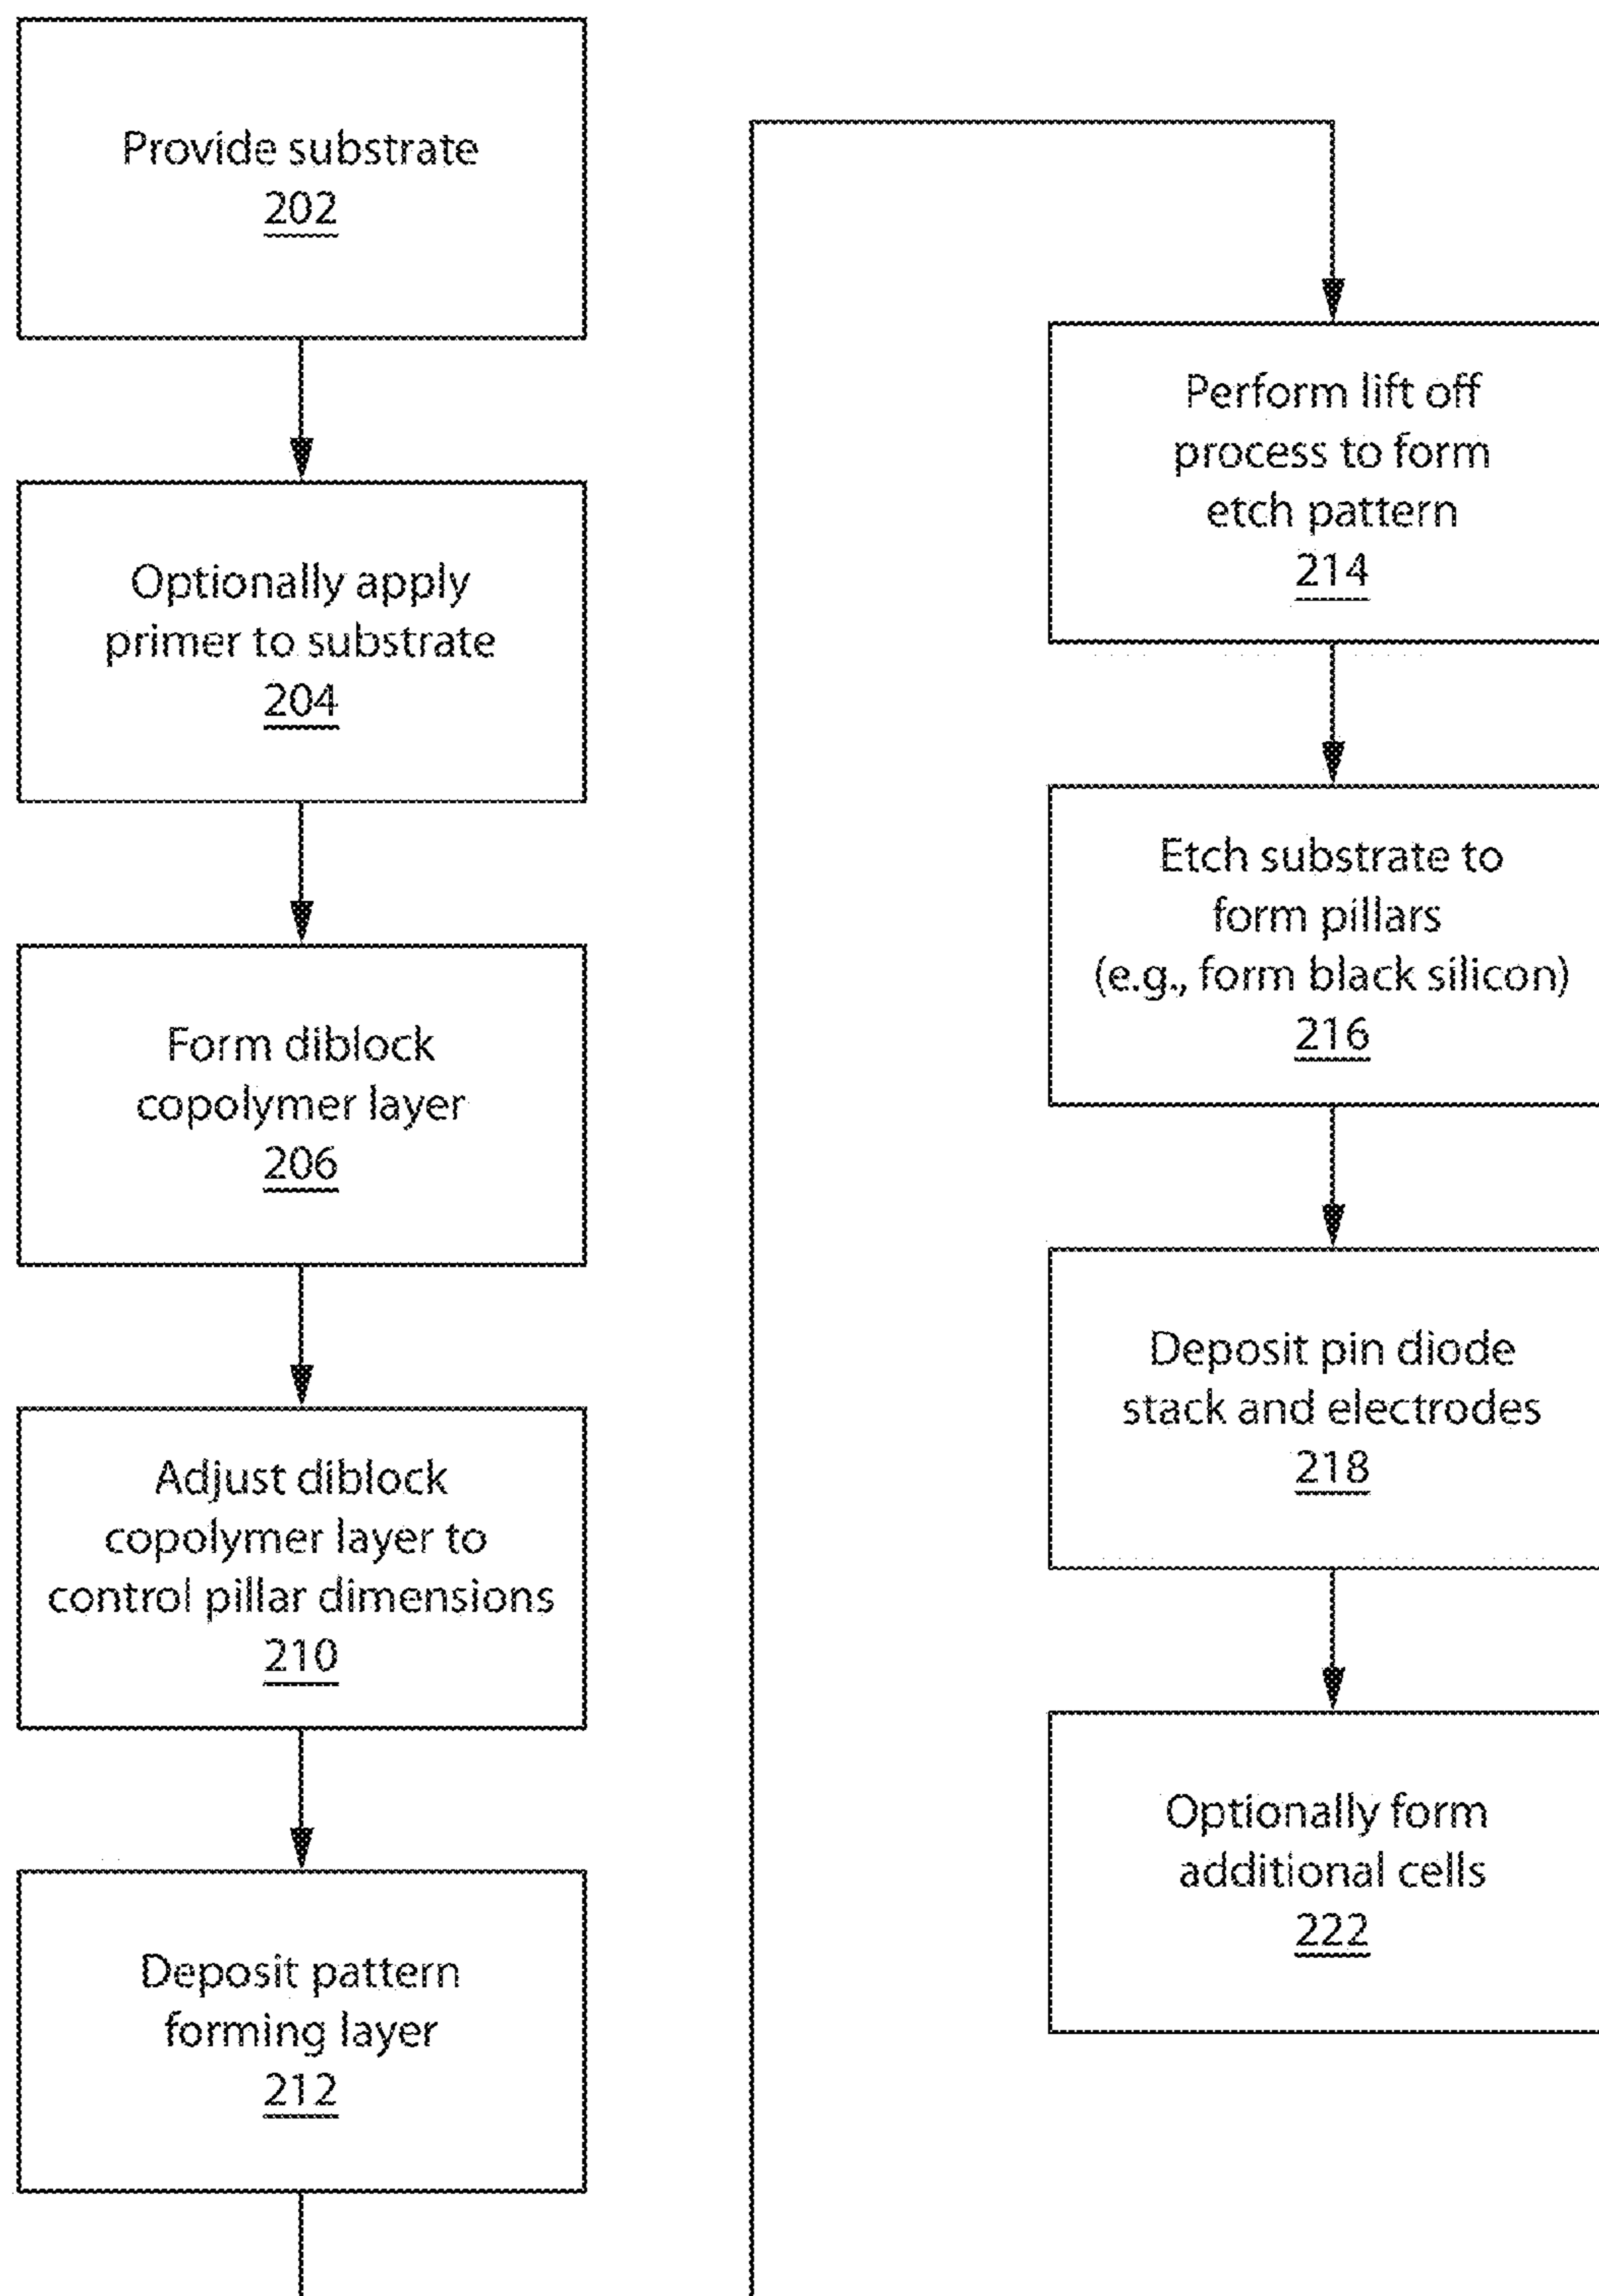 Provide substrate
202
Optionally apply
primer to substrate
204
Form diblock
copolymer layer
206
Adjust diblock
copolymer layer to
control pillar dimensions
210
Deposit pattern
forming layer
212
Perform lift off
process to form
etch pattern
214
Etch substrate to
form pillars
(e.g., form black silicon)
216
Deposit pin diode
stack and electrodes
218
Optionally form
additional cells
222